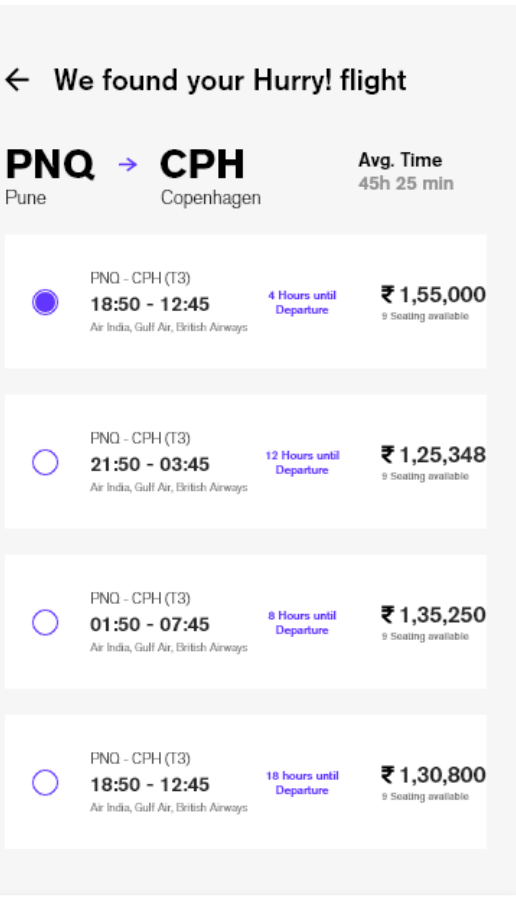 ← We found your Hurry! flight
PNQ → CPH
Avg. Time
45h 25 min
Pune
Copenhagen
PNQ - CPH (T3)
18:50 - 12:45
Air India, Gulf Air, British Airways
4 Hours until
Departure
₹ 1,55,000
9 Seating available
PNQ - CPH (T3)
21:50 - 03:45
Air India, Gulf Air, British Airways
12 Hours until
Departure
₹ 1,25,348
9 Seating available
PNQ - CPH (T3)
01:50 - 07:45
Air India, Gulf Air, British Airways
8 Hours until
Departure
₹ 1,35,250
9 Seating available
PNQ - CPH (T3)
18:50 - 12:45
Air India, Gulf Air, British Airways
18 hours until
Departure
₹ 1,30,800
9 Seating available